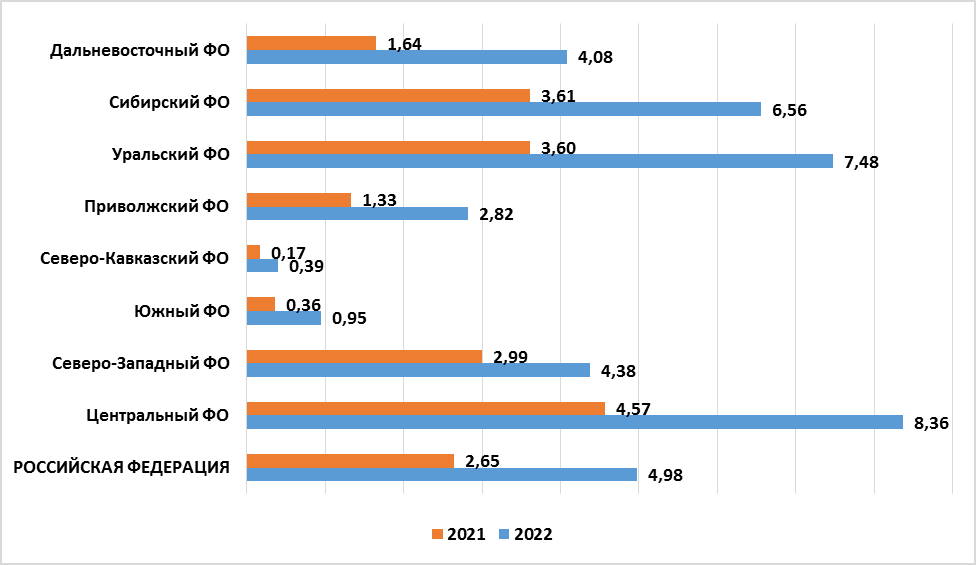 Дальневосточный ФО
1,64
4,08
Сибирский ФО
3,61
6,56
Уральский ФО
3,60
7,48
Приволжский ФО
1,33
2,82
Северо-Кавказский ФО
0,17
0,39
Южный ФО
0,36
0,95
Северо-Западный ФО
2,99
4,38
Центральный ФО
4,57
8,36
РОССИЙСКАЯ ФЕДЕРАЦИЯ
2,65
4,98
2021 2022